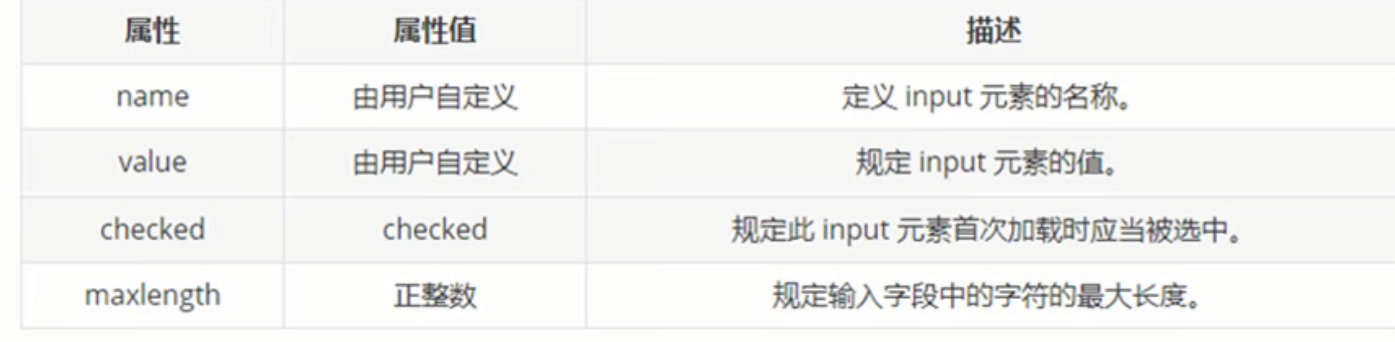 属性 属性值 描述
name 由用户自定义 定义 input 元素的名称。
value 由用户自定义 规定 input 元素的值。
checked checked 规定此 input 元素首次加载时应当被选中。
maxlength 正整数 规定输入字段中的字符的最大长度。